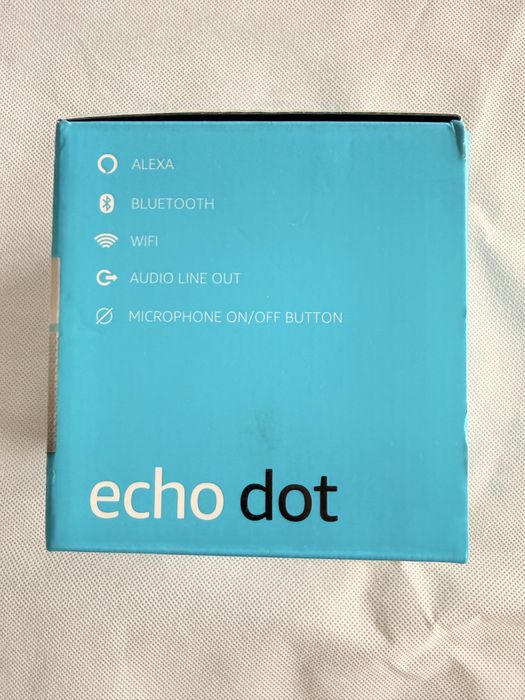 ALEXA
BLUETOOTH
WIFI
AUDIO LINE OUT
MICROPHONE ON/OFF BUTTON
echo dot